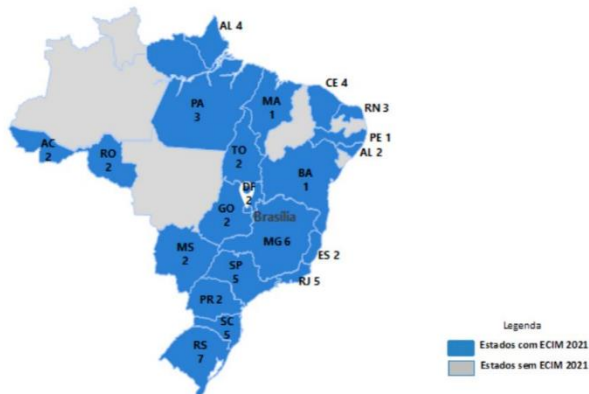 AL 4
CE 4
PA
3
MA
1
RN 3
PE 1
AL 2
AC
2
RO
2
TO
2
BA
1
DF
2
GO
2
Brasília
MG 6
MS
2
ES 2
SP
5
RJ 5
PR 2
SC
5
RS
7
Legenda
Estados com ECIM 2021
Estados sem ECIM 2021